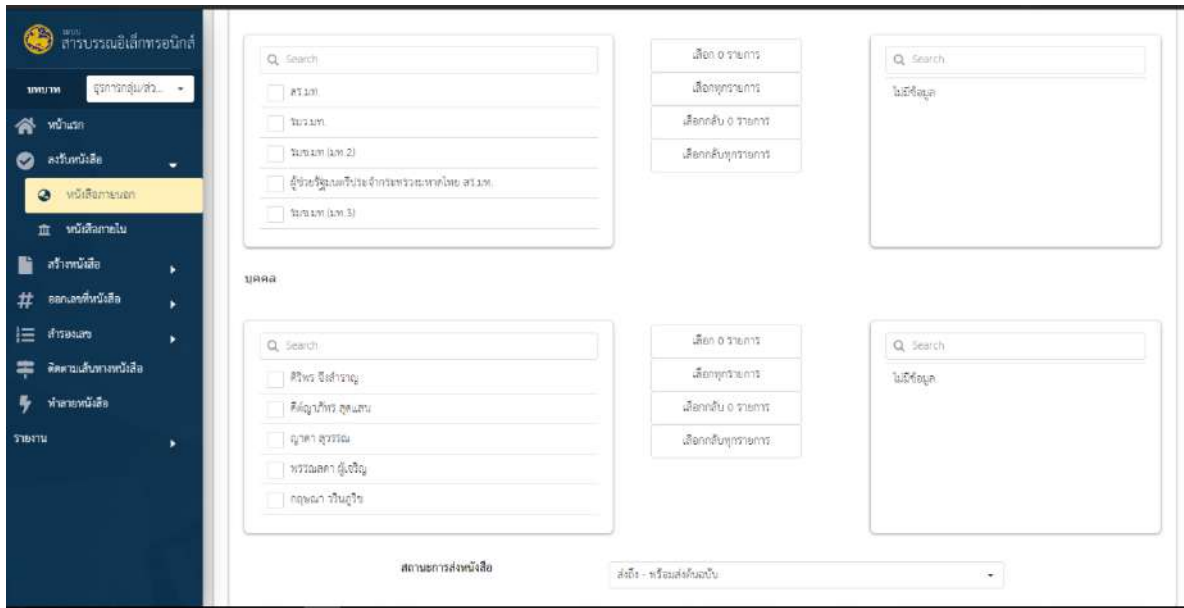 ระบบ
สารบรรณอิเล็กทรอนิกส์
บทบาท
ธุรการกลุ่ม/ส่ว...
หน้าแรก
ลงรับหนังสือ
หนังสือภายนอก
หนังสือภายใน
สร้างหนังสือ
ออกเลขที่หนังสือ
สำรองเลข
ติดตามเส้นทางหนังสือ
ทำลายหนังสือ
รายงาน
Search
ศร.มท.
รมว.มท.
รมช.มท (มท.2)
ผู้ช่วยรัฐมนตรีประจำกระทรวงมหาดไทย สร.มท.
รมช.มท (มท.3)
เลือก 0 รายการ
เลือกทุกรายการ
เลือกกลับ 0 รายการ
เลือกกลับทุกรายการ
Search
ไม่มีข้อมูล
บุคคล
Search
ศิริพร
สุดแสน
ญาดา สุวรรณ
พรรณลดา ผู้เจริญ
กฤษณา
เลือก 0 รายการ
เลือกทุกรายการ
เลือกกลับ 0 รายการ
เลือกกลับทุกรายการ
Search
ไม่มีข้อมูล
สถานะการส่งหนังสือ
ส่งถึง - พร้อมส่งต้นฉบับ